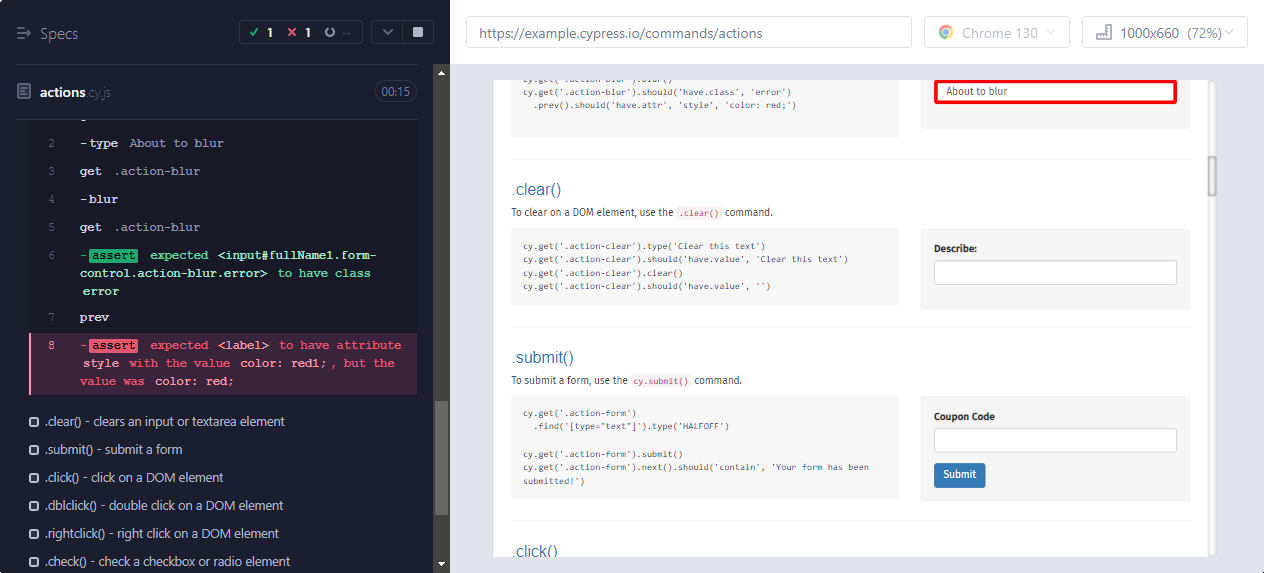 Specs
1 1 --
actions cy.js 00:15
2 -type About to blur
3 get .action-blur
4 -blur
5 get .action-blur
6 -assert expected <input#fullName1.form-
control.action-blur.error> to have class
error
7 prev
8 -assert expected <label> to have attribute
style with the value color: red1; , but the
value was color: red;
.clear() - clears an input or textarea element
.submit() - submit a form
.click() - click on a DOM element
.dblclick() - double click on a DOM element
.rightclick() - right click on a DOM element
.check() - check a checkbox or radio element
https://example.cypress.io/commands/actions
Chrome 130
1000x660 (72%)
cy.get('.action-blur').blur()
cy.get('.action-blur').should('have.class', 'error')
.prev().should('have.attr', 'style', 'color: red;')
About to blur
.clear()
To clear on a DOM element, use the .clear() command.
cy.get('.action-clear').type('Clear this text')
cy.get('.action-clear').should('have.value', 'Clear this text')
cy.get('.action-clear').clear()
cy.get('.action-clear').should('have.value', '')
Describe:
.submit()
To submit a form, use the cy.submit() command.
cy.get('.action-form')
.find('[type="text"]').type('HALFOFF')
cy.get('.action-form').submit()
cy.get('.action-form').next().should('contain', 'Your form has been
submitted!')
Coupon Code
Submit
.click()